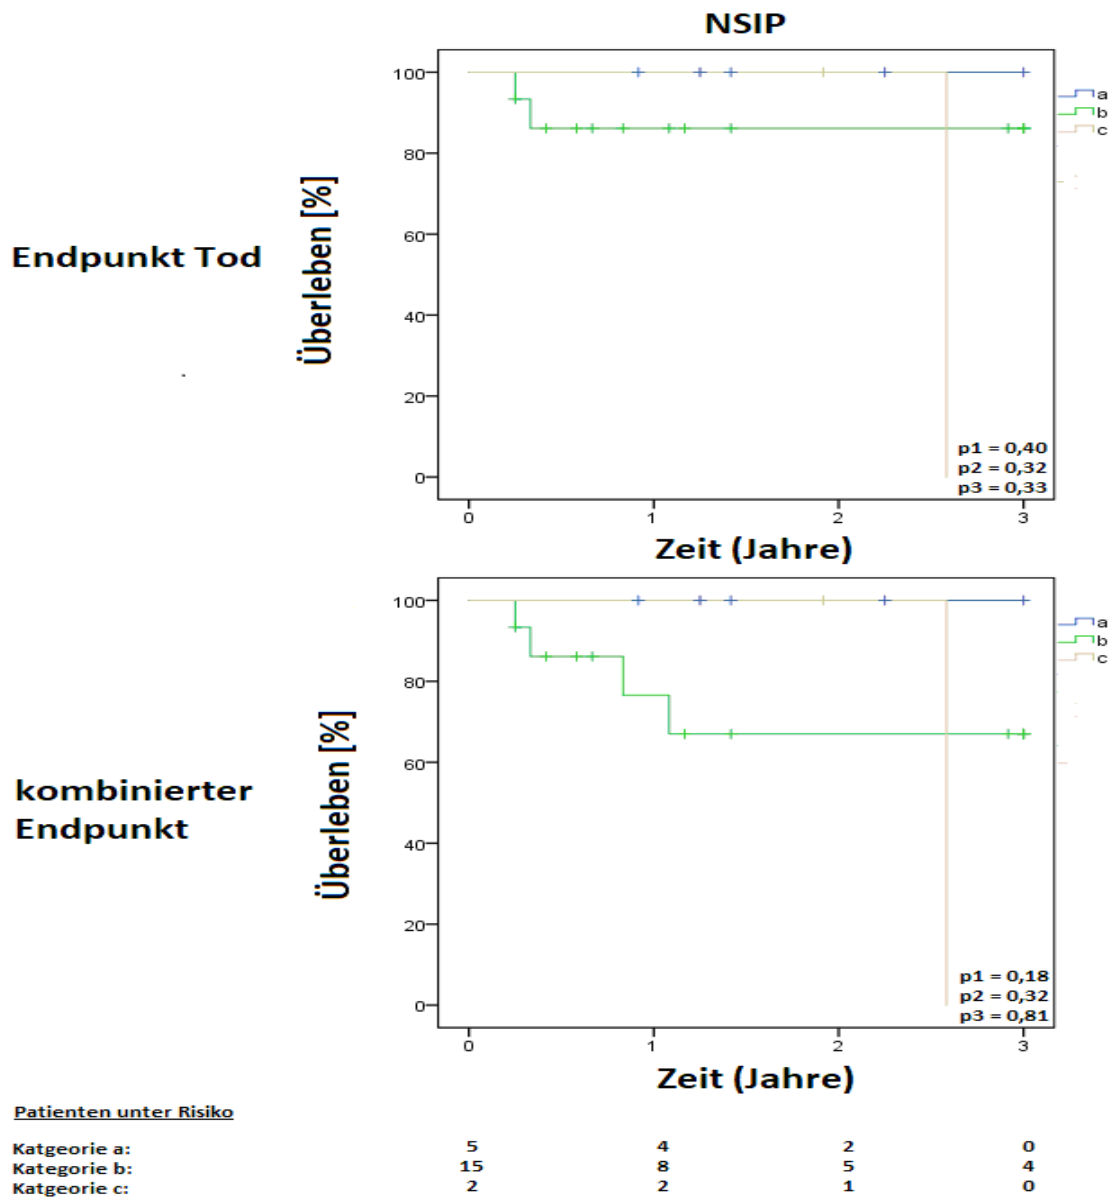 NSIP
Endpunkt Tod
Überleben [%]
100
80
60
40
20
0
a
b
c
p1 = 0,40
p2 = 0,32
p3 = 0,33
0 1 2 3
Zeit (Jahre)
kombinierter
Endpunkt
Überleben [%]
100
80
60
40
20
0
a
b
c
p1 = 0,18
p2 = 0,32
p3 = 0,81
0 1 2 3
Zeit (Jahre)
Patienten unter Risiko
Katgeorie a: 5 4 2 0
Kategorie b: 15 8 5 4
Katgeorie c: 2 2 1 0